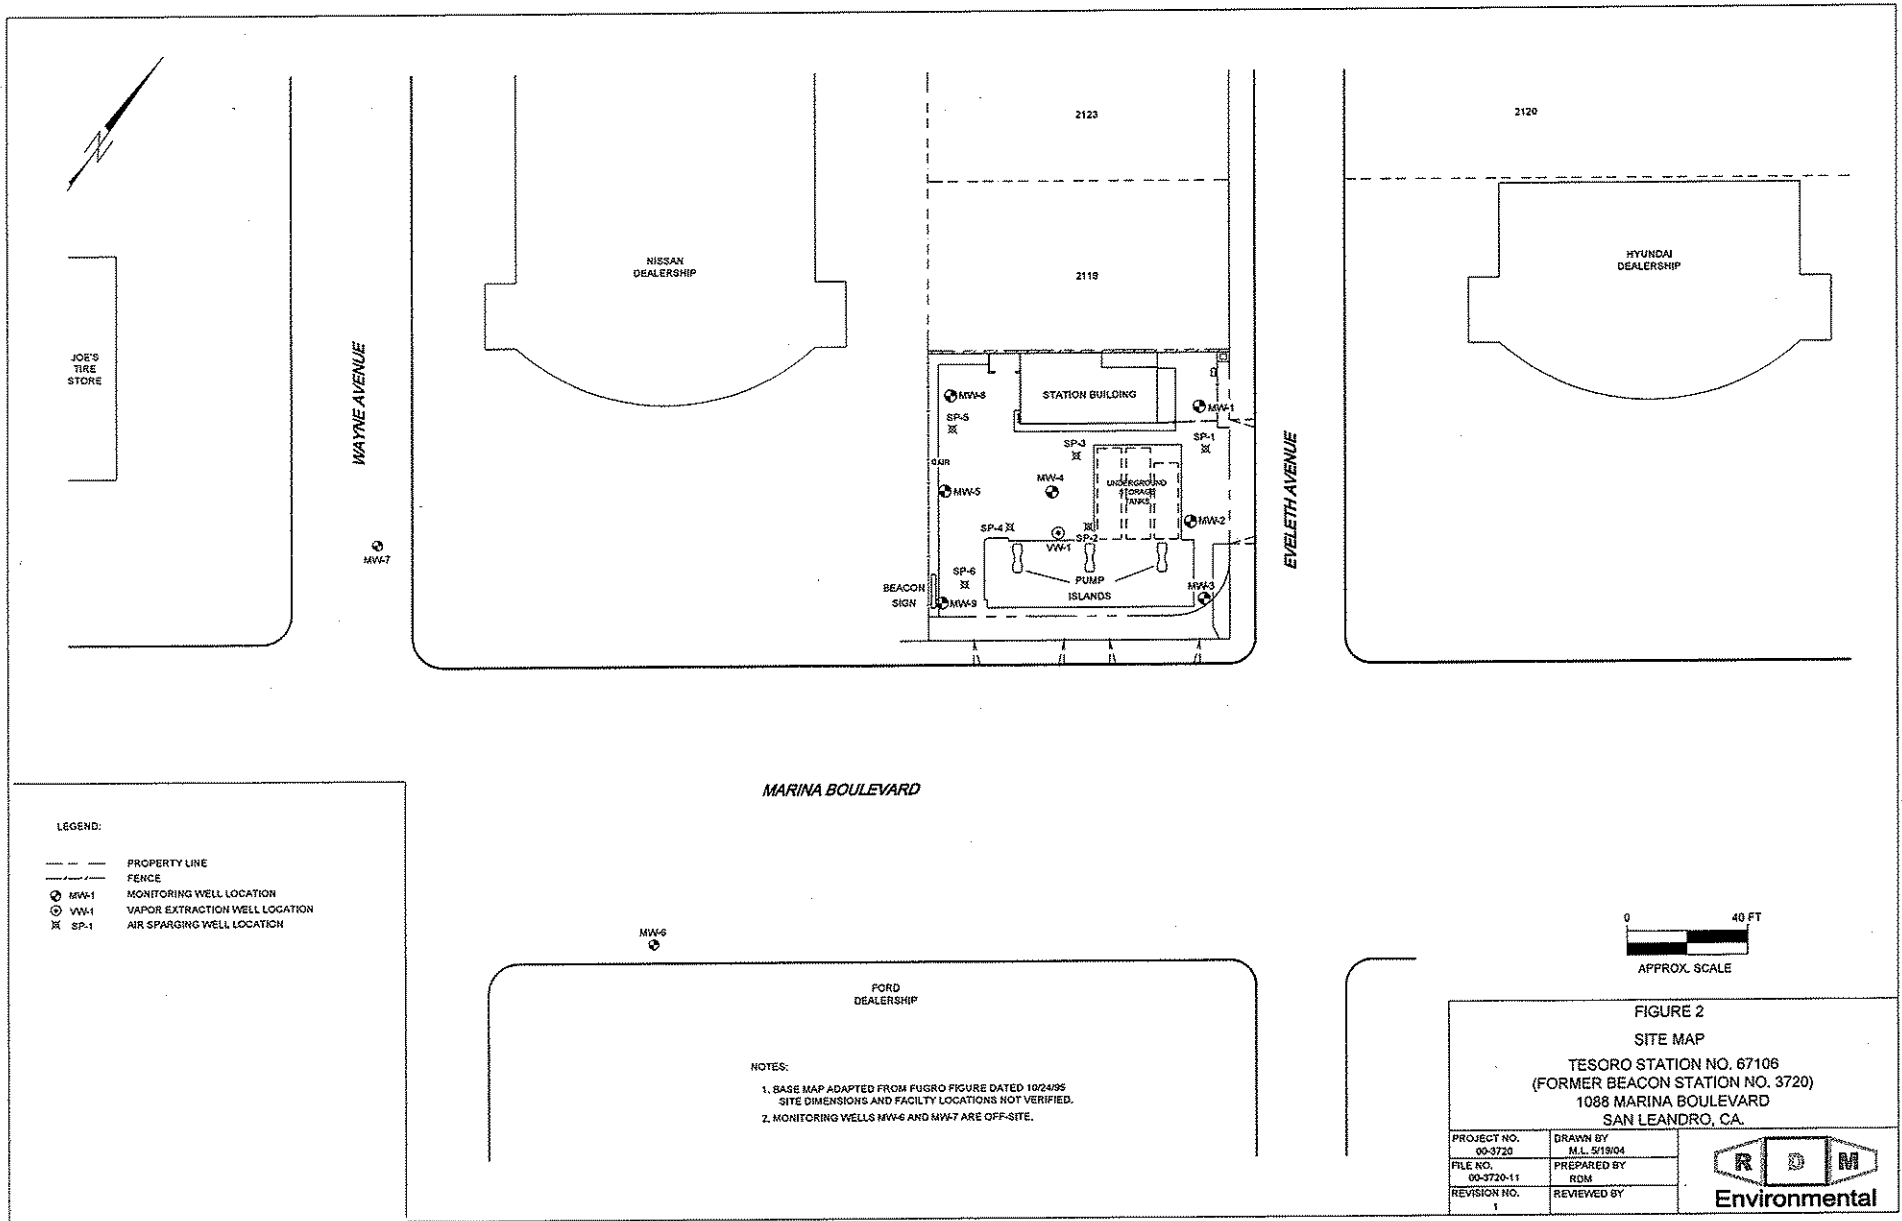 2123
2120
NISSAN
DEALERSHIP
HYUNDAI
DEALERSHIP
2119
JOE'S
TIRE
STORE
WAYNE AVENUE
STATION BUILDING
MW-8
MW-1
SP-5
SP-3
SP-1
EVELETH AVENUE
AIR
MW-4
MW-5
UNDERGROUND
STORAGE
TANKS
MW-2
SP-4
SP-2
VW-1
MW-7
SP-6
PUMP
ISLANDS
MW-3
BEACON
SIGN
MW-9
MARINA BOULEVARD
LEGEND:
PROPERTY LINE
FENCE
MW-1 MONITORING WELL LOCATION
VW-1 VAPOR EXTRACTION WELL LOCATION
SP-1 AIR SPARGING WELL LOCATION
MW-6
0 40 FT
APPROX. SCALE
FORD
DEALERSHIP
NOTES:
1. BASE MAP ADAPTED FROM FUGRO FIGURE DATED 10/24/95
SITE DIMENSIONS AND FACILTY LOCATIONS NOT VERIFIED.
2. MONITORING WELLS MW-6 AND MW-7 ARE OFF-SITE.
FIGURE 2
SITE MAP
TESORO STATION NO. 67106
(FORMER BEACON STATION NO. 3720)
1088 MARINA BOULEVARD
SAN LEANDRO, CA.
PROJECT NO.
00-3720
DRAWN BY
M.L. 5/19/04
FILE NO.
00-3720-11
PREPARED BY
RDM
REVISION NO.
1
REVIEWED BY
R D M
Environmental